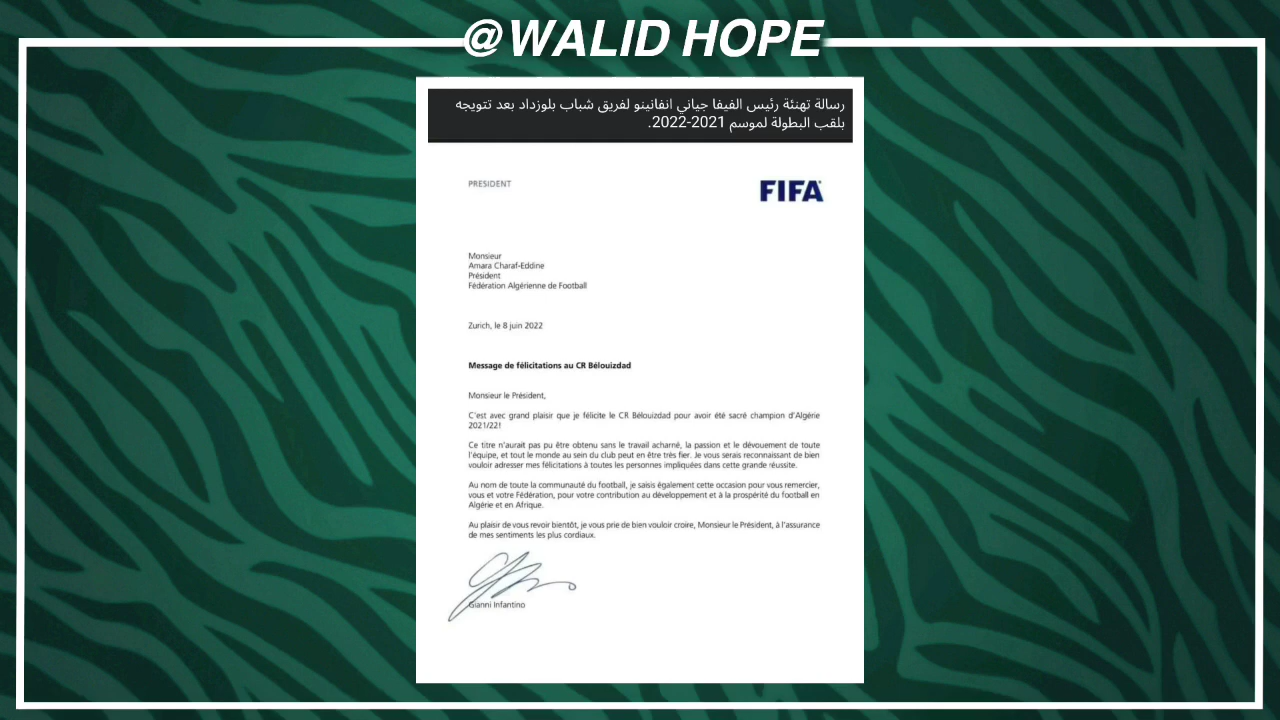 @WALID HOPE
رسالة تهنئة رئيس الفيفا جياني انفانينو لفريق شباب بلوزداد بعد تتويجه
بلقب البطولة لموسم 2021-2022.
PRESIDENT
FIFA
Monsieur
Amara Charaf-Eddine
Président
Fédération Algérienne de Football
Zurich, le 8 juin 2022
Message de félicitations au CR Bélouizdad
Monsieur le Président,
C'est avec grand plaisir que je félicite le CR Bélouizdad pour avoir été sacré champion d'Algérie
2021/22!
Ce titre n'aurait pas pu être obtenu sans le travail acharné, la passion et le dévouement de toute
l'équipe, et tout le monde au sein du club peut en être très fier. Je vous serais reconnaissant de bien
vouloir adresser mes félicitations à toutes les personnes impliquées dans cette grande réussite.
Au nom de toute la communauté du football, je saisis également cette occasion pour vous remercier,
vous et votre Fédération, pour votre contribution au développement et à la prospérité du football en
Algérie et en Afrique.
Au plaisir de vous revoir bientôt, je vous prie de bien vouloir croire, Monsieur le Président, à l'assurance
de mes sentiments les plus cordiaux.
Gianni Infantino